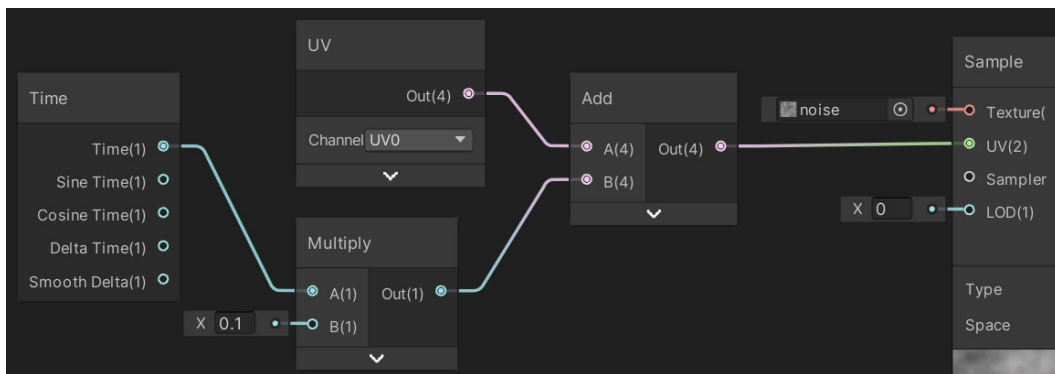 Time
Time(1)
Sine Time(1)
Cosine Time(1)
Delta Time(1)
Smooth Delta(1)
UV
Out(4)
Channel UV0
Multiply
A(1) Out(1)
X 0.1 B(1)
Add
A(4) Out(4)
B(4)
noise
Sample
Texture(
UV(2)
Sampler
X 0 LOD(1)
Type
Space